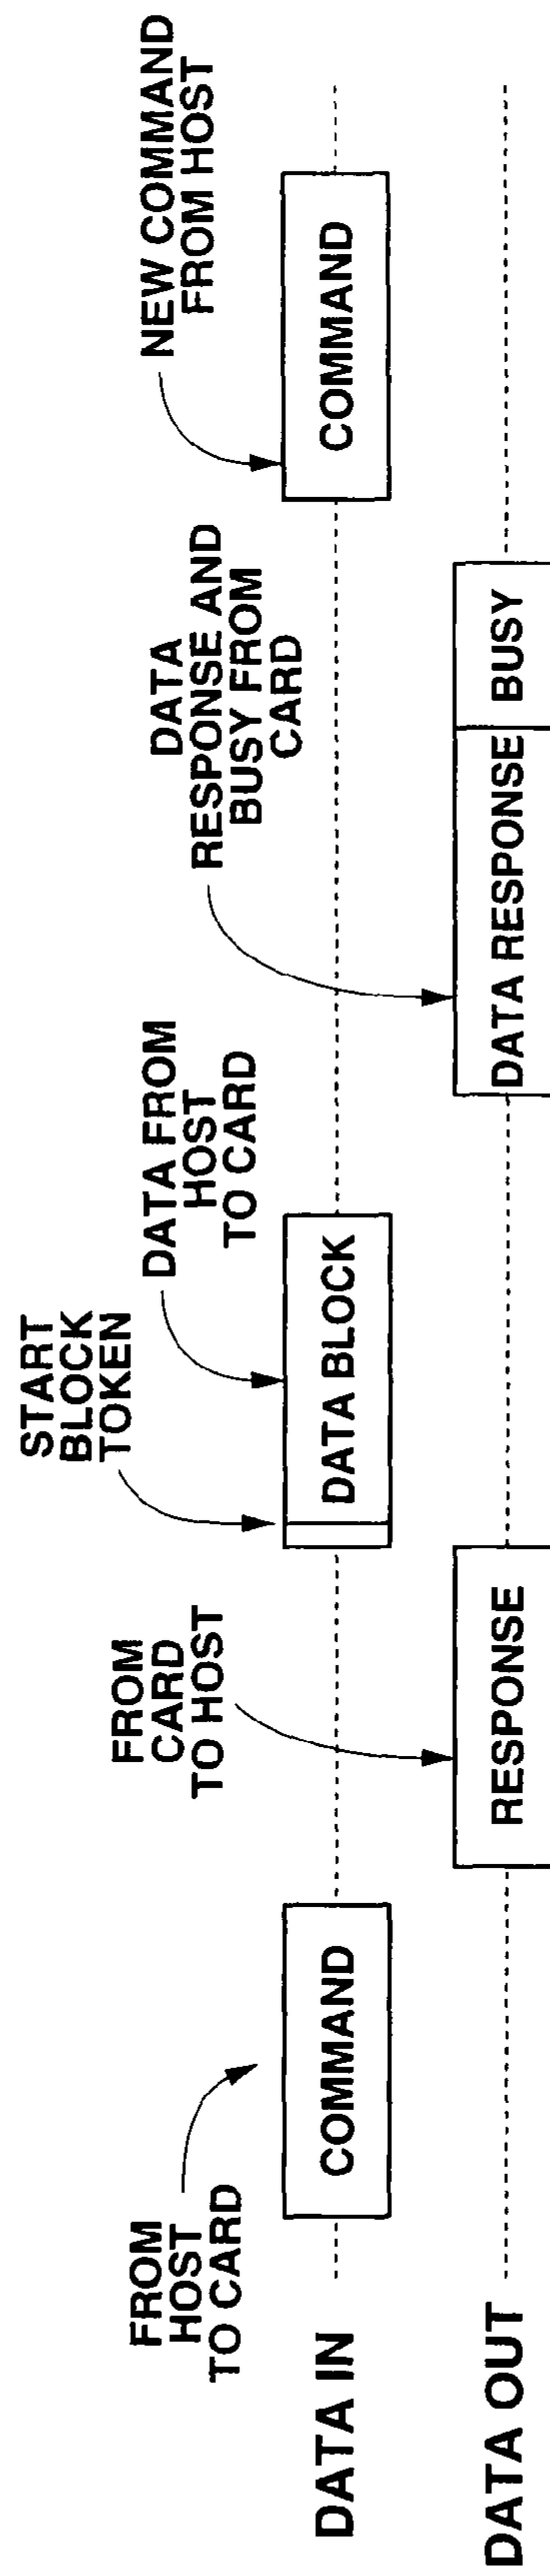 FROM
HOST
TO CARD
FROM
CARD
TO HOST
START
BLOCK
TOKEN
DATA FROM
HOST
TO CARD
DATA
RESPONSE AND
BUSY FROM
CARD
NEW COMMAND
FROM HOST
DATA IN
COMMAND
DATA BLOCK
COMMAND
DATA OUT
RESPONSE
DATA RESPONSE
BUSY